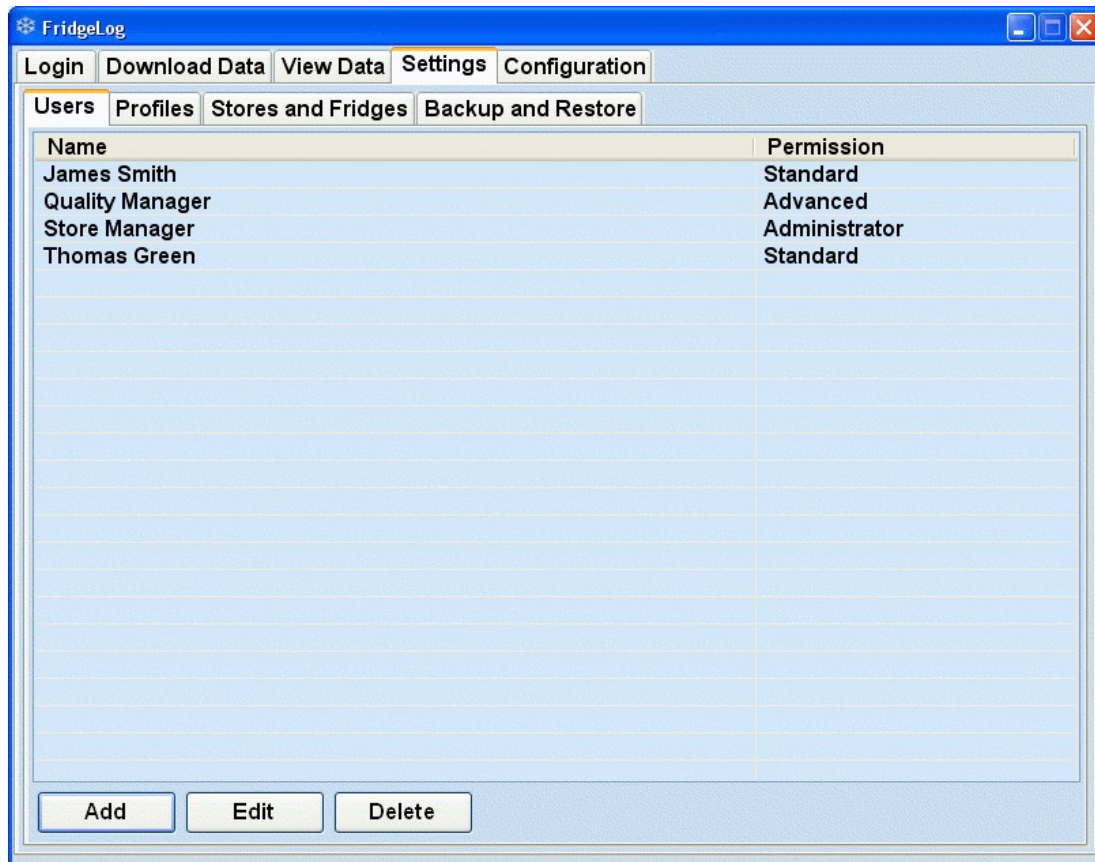 FridgeLog
Login Download Data View Data Settings Configuration
Users Profiles Stores and Fridges Backup and Restore
Name Permission
James Smith Standard
Quality Manager Advanced
Store Manager Administrator
Thomas Green Standard
Add Edit Delete